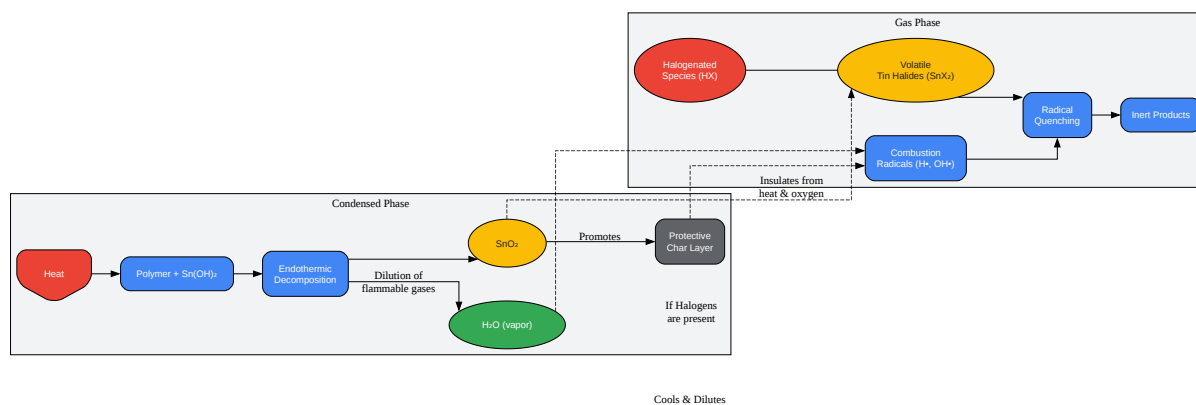 Gas Phase
Halogenated
Species (HX)
Volatile
Tin Halides (SnX₂)
Radical
Quenching
Inert Products
Combustion
Radicals (H•, OH•)
Insulates from
heat & oxygen
Condensed Phase
Heat
Polymer + Sn(OH)₂
Endothermic
Decomposition
SnO₂
Promotes
Protective
Char Layer
Dilution of
flammable gases
H₂O (vapor)
If Halogens
are present
Cools & Dilutes